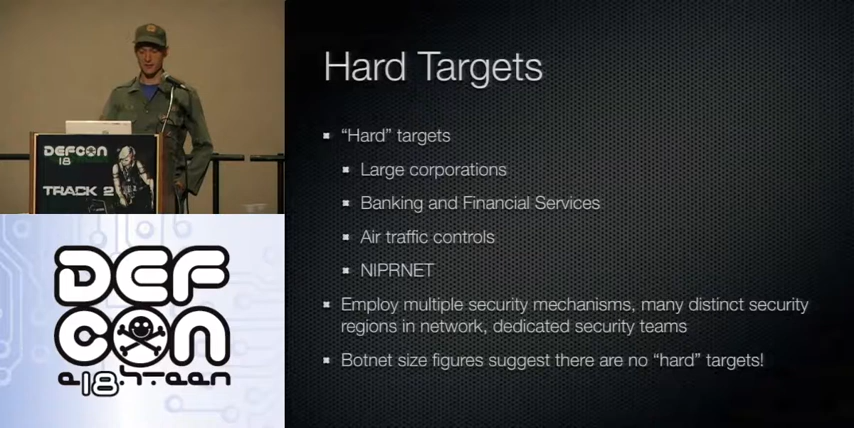 DEFCON
18
TRACK 2
DEF
CON
e18hteen
Hard Targets
“Hard” targets
Large corporations
Banking and Financial Services
Air traffic controls
NIPRNET
Employ multiple security mechanisms, many distinct security
regions in network, dedicated security teams
Botnet size figures suggest there are no “hard” targets!